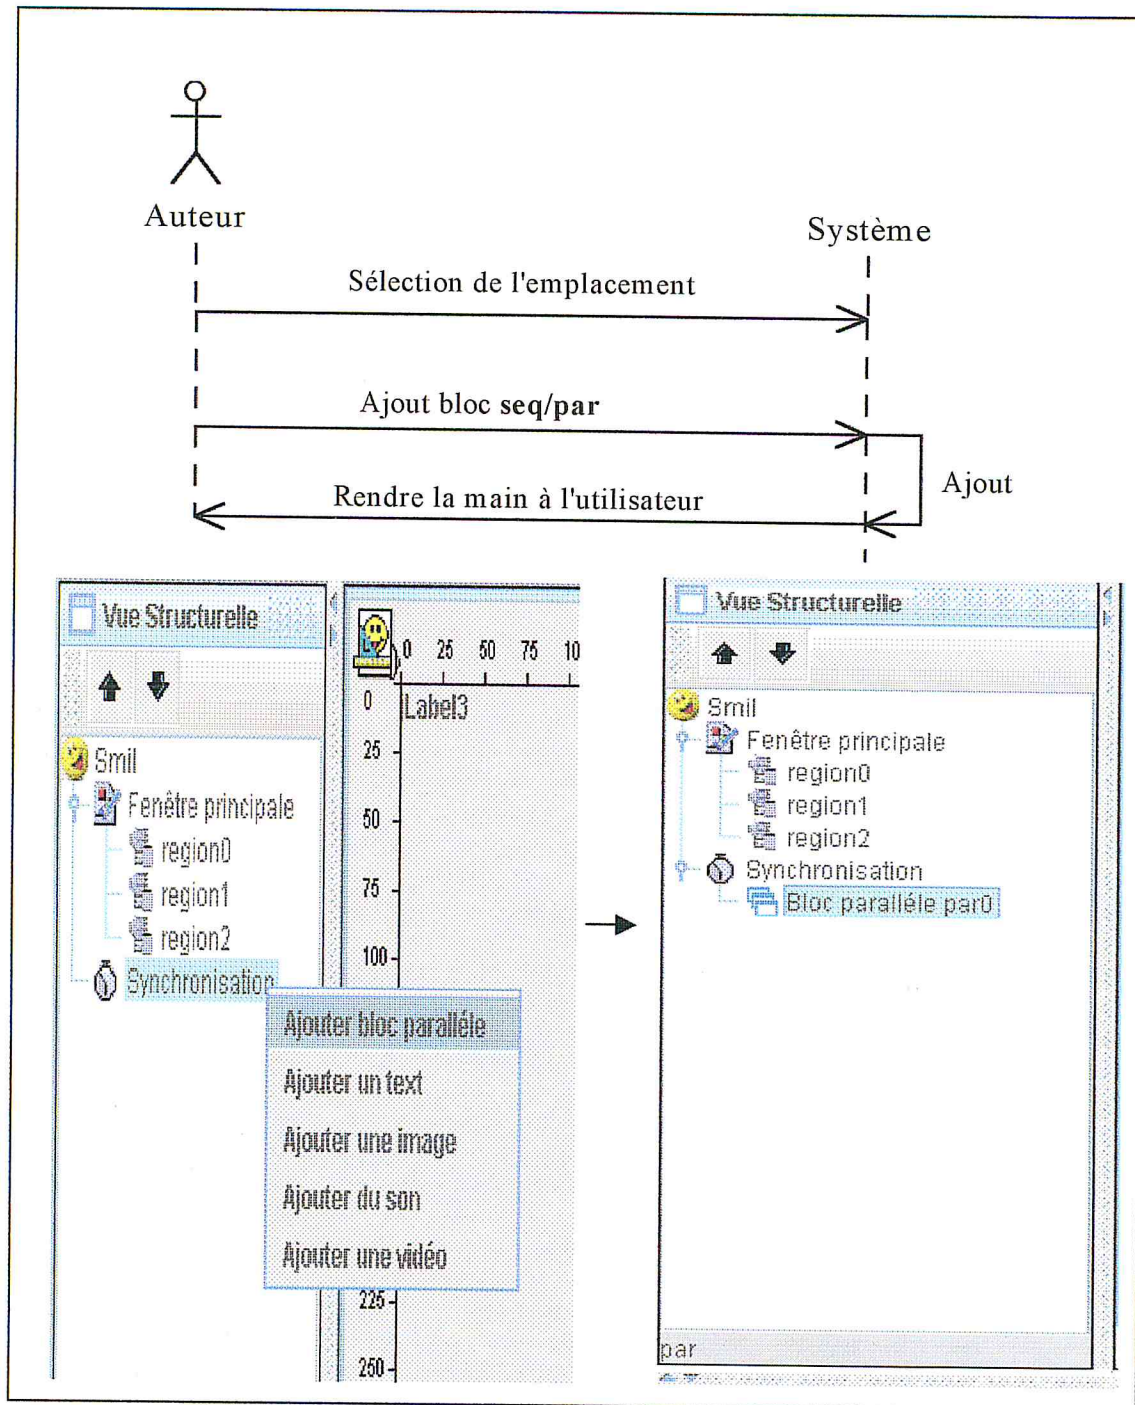 Auteur
Système
Sélection de l'emplacement
Ajout bloc seq/par
Ajout
Rendre la main à l'utilisateur
Vue Structurelle
Smil
Fenêtre principale
region0
region1
region2
Synchronisation
Ajouter bloc paralléle
Ajouter un text
Ajouter une image
Ajouter du son
Ajouter une vidéo
0 25 50 75 10
0
Label3
25
50
75
100
225
250
Vue Structurelle
Smil
Fenêtre principale
region0
region1
region2
Synchronisation
Bloc paralléle par0
par